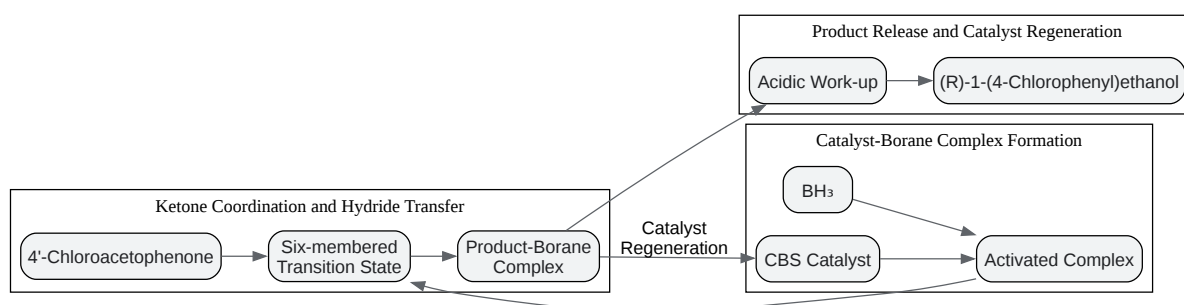 Product Release and Catalyst Regeneration
Acidic Work-up
(R)-1-(4-Chlorophenyl)ethanol
Catalyst-Borane Complex Formation
BH₃
CBS Catalyst
Activated Complex
Ketone Coordination and Hydride Transfer
4'-Chloroacetophenone
Six-membered
Transition State
Product-Borane
Complex
Catalyst
Regeneration